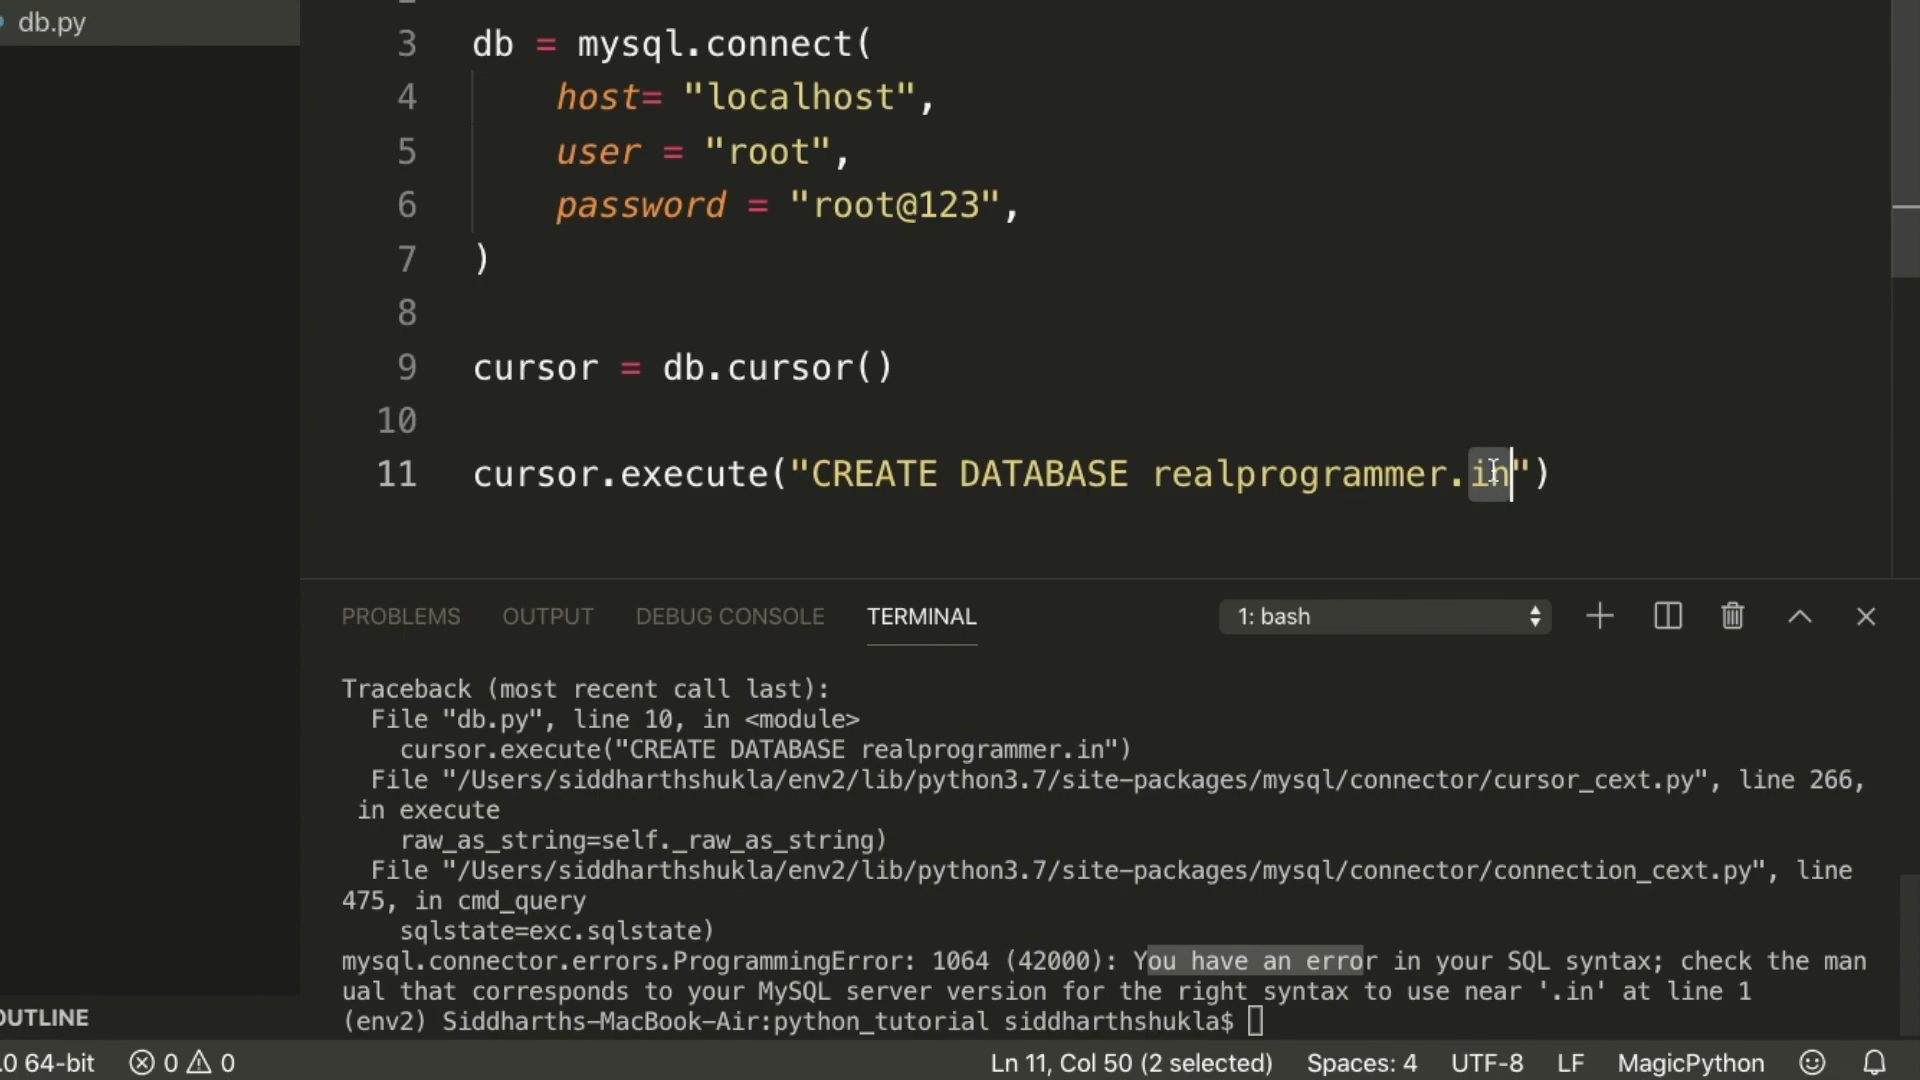 db.py
3 db = mysql.connect(
4 host= "localhost",
5 user = "root",
6 password = "root@123",
7 )
8
9 cursor = db.cursor()
10
11 cursor.execute("CREATE DATABASE realprogrammer.in")
PROBLEMS OUTPUT DEBUG CONSOLE TERMINAL 1: bash
Traceback (most recent call last):
File "db.py", line 10, in <module>
cursor.execute("CREATE DATABASE realprogrammer.in")
File "/Users/siddharthshukla/env2/lib/python3.7/site-packages/mysql/connector/cursor_cext.py", line 266,
in execute
raw_as_string=self._raw_as_string)
File "/Users/siddharthshukla/env2/lib/python3.7/site-packages/mysql/connector/connection_cext.py", line
475, in cmd_query
sqlstate=exc.sqlstate)
mysql.connector.errors.ProgrammingError: 1064 (42000): You have an error in your SQL syntax; check the man
ual that corresponds to your MySQL server version for the right syntax to use near '.in' at line 1
(env2) Siddharths-MacBook-Air:python_tutorial siddharthshukla$
OUTLINE
.0 64-bit 0 0 Ln 11, Col 50 (2 selected) Spaces: 4 UTF-8 LF MagicPython